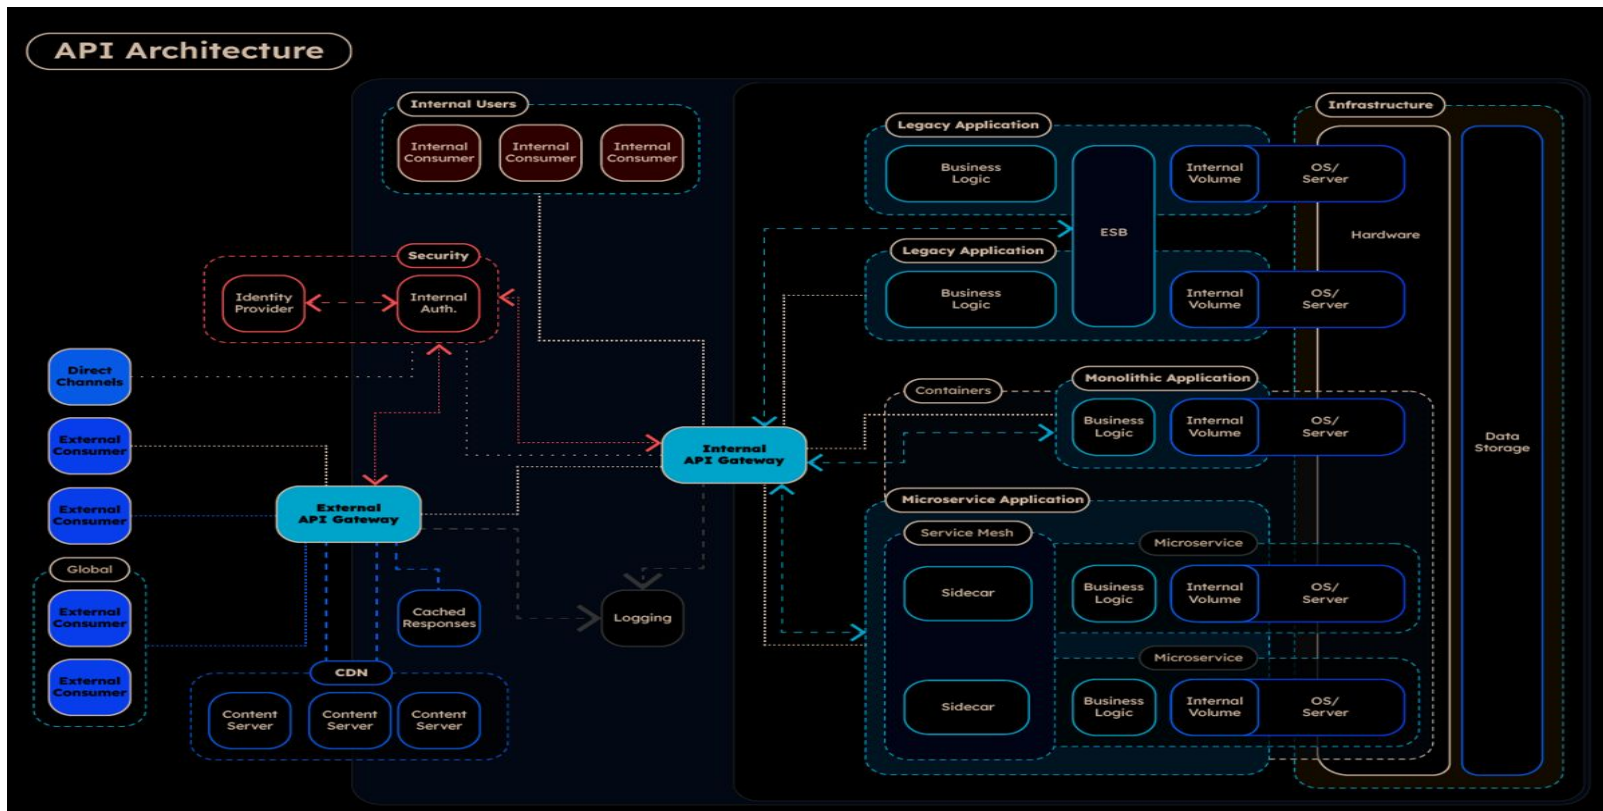 API Architecture
Internal Users
Internal
Consumer
Internal
Consumer
Internal
Consumer
Security
Identity
Provider
Internal
Auth.
Direct
Channels
External
Consumer
External
Consumer
Global
External
Consumer
External
Consumer
External
API Gateway
Internal
API Gateway
Cached
Responses
Logging
CDN
Content
Server
Content
Server
Content
Server
Legacy Application
Business
Logic
ESB
Internal
Volume
OS/
Server
Legacy Application
Business
Logic
Internal
Volume
OS/
Server
Containers
Monolithic Application
Business
Logic
Internal
Volume
OS/
Server
Microservice Application
Service Mesh
Sidecar
Sidecar
Microservice
Business
Logic
Internal
Volume
OS/
Server
Microservice
Business
Logic
Internal
Volume
OS/
Server
Infrastructure
Hardware
Data
Storage